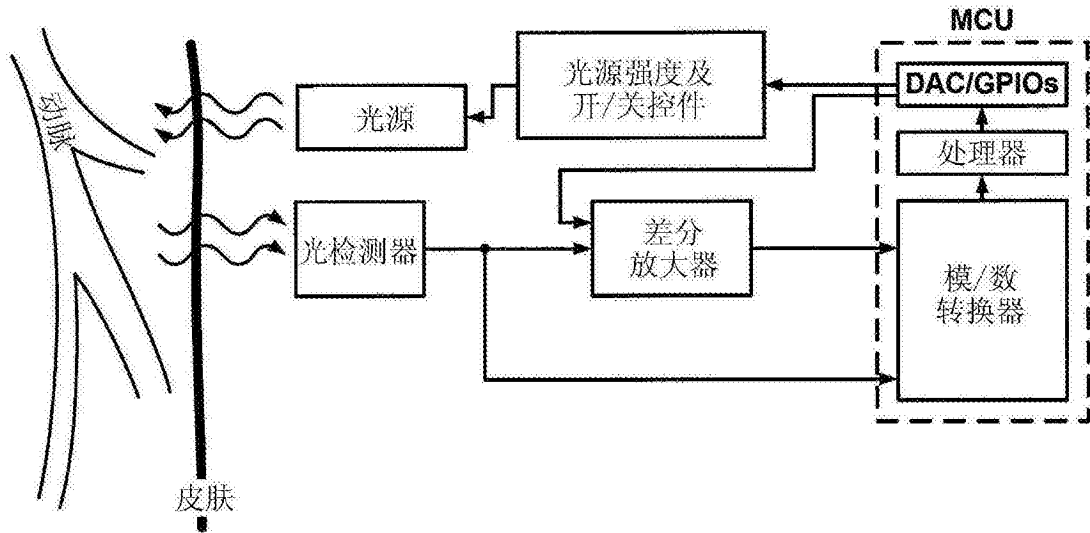 MCU
动脉
光源
光源强度及
开/关控件
DAC/GPIOs
处理器
光检测器
差分
放大器
模/数
转换器
皮肤